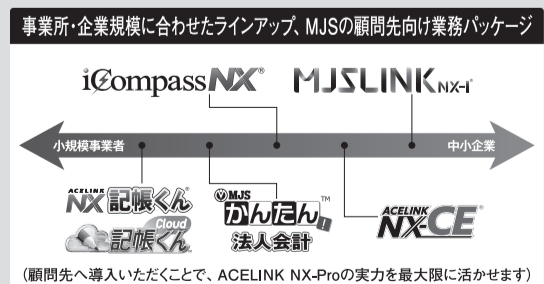 事業所・企業規模に合わせたラインアップ、MJSの顧問先向け業務パッケージ
iCompassNX®
MJSLINK NX-I®
小規模事業者
中小企業
ACELINK NX 記帳くん®
Cloud
記帳くん®
MJS かんたん!™
法人会計
ACELINK NX-CE®
(顧問先へ導入いただくことで、ACELINK NX-Proの実力を最大限に活かせます)